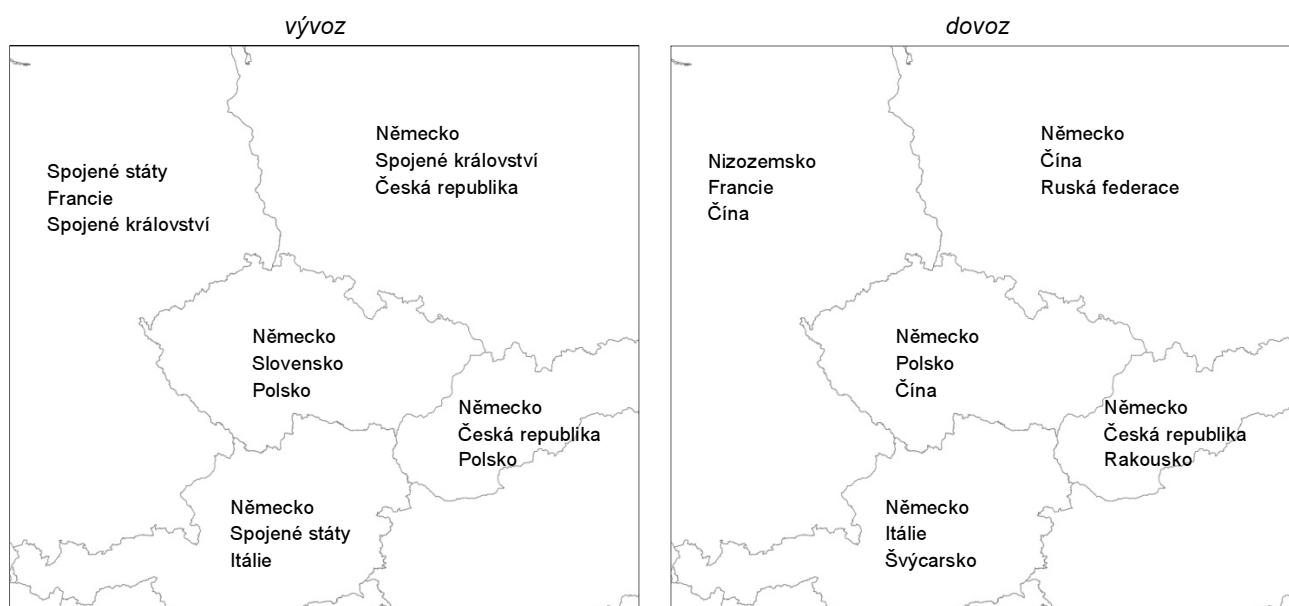 vývoz
Spojené státy
Francie
Spojené království
Německo
Spojené království
Česká republika
Německo
Slovensko
Polsko
Německo
Česká republika
Polsko
Německo
Spojené státy
Itálie
dovoz
Nizozemsko
Francie
Čína
Německo
Čína
Ruská federace
Německo
Polsko
Čína
Německo
Česká republika
Rakousko
Německo
Itálie
Švýcarsko